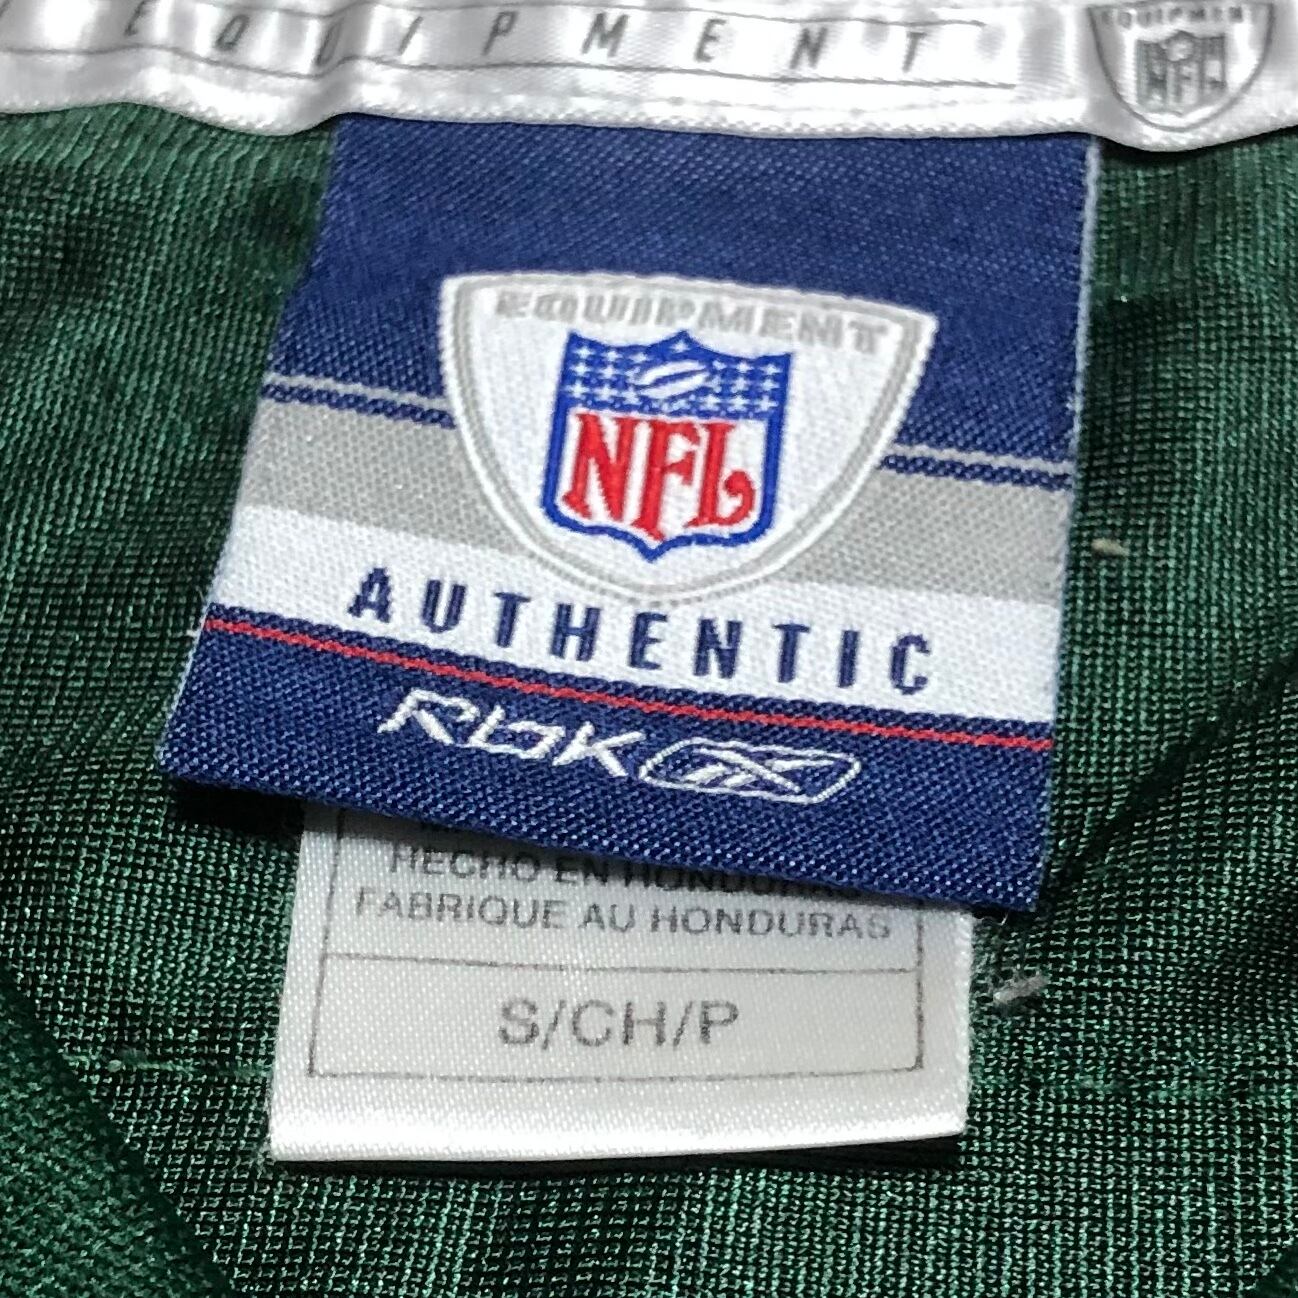 EQUIPMENT
EQUIPMENT
NFL
EQUIPMENT
NFL
AUTHENTIC
RBK
HECHO EN HONDURAS
FABRIQUE AU HONDURAS
S/CH/P